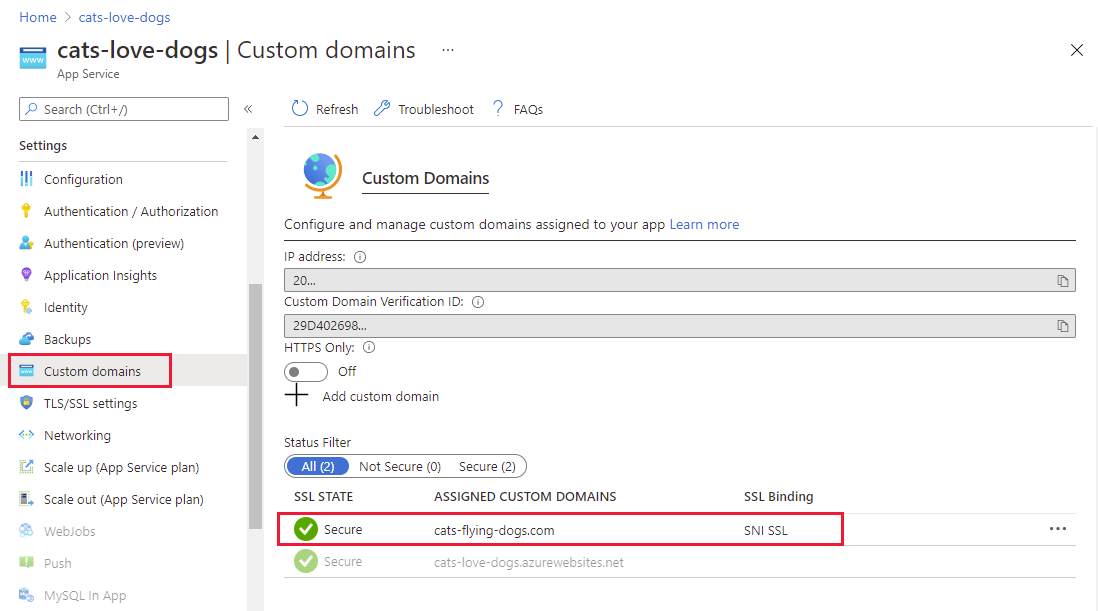 Home > cats-love-dogs
cats-love-dogs | Custom domains ...
App Service
Search (Ctrl+/)
«
Refresh Troubleshoot ? FAQs
Settings
Configuration
Authentication / Authorization
Authentication (preview)
Application Insights
Identity
Backups
Custom domains
TLS/SSL settings
Networking
Scale up (App Service plan)
Scale out (App Service plan)
WebJobs
Push
MySQL In App
Custom Domains
Configure and manage custom domains assigned to your app Learn more
IP address:
20...
Custom Domain Verification ID:
29D402698...
HTTPS Only:
Off
Add custom domain
Status Filter
All (2) Not Secure (0) Secure (2)
SSL STATE ASSIGNED CUSTOM DOMAINS SSL Binding
Secure cats-flying-dogs.com SNI SSL ...
Secure cats-love-dogs.azurewebsites.net